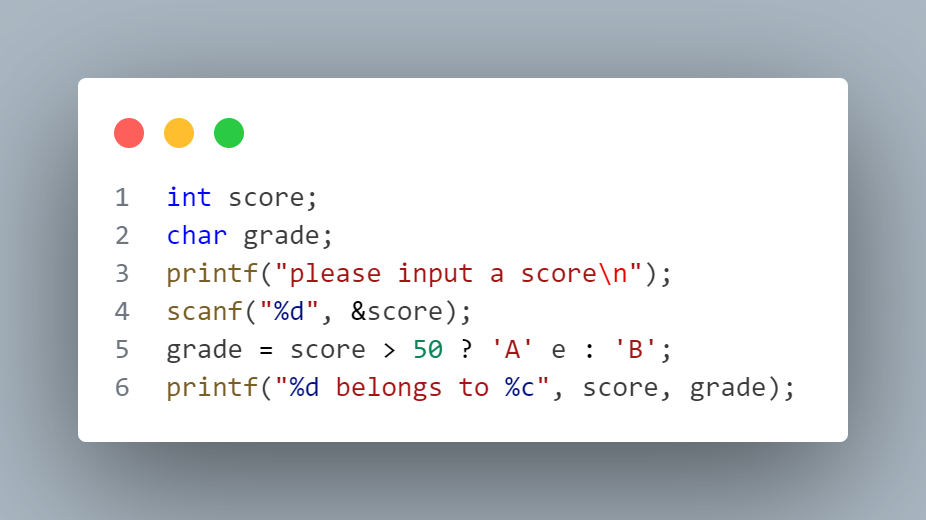 1 int score;
2 char grade;
3 printf("please input a score\n");
4 scanf("%d", &score);
5 grade = score > 50 ? 'A' e : 'B';
6 printf("%d belongs to %c", score, grade);